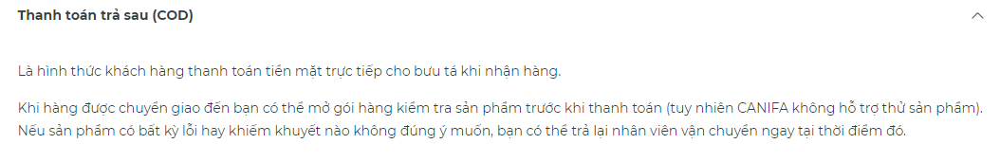 Thanh toán trả sau (COD)
Là hình thức khách hàng thanh toán tiền mặt trực tiếp cho bưu tá khi nhận hàng.
Khi hàng được chuyển giao đến bạn có thể mở gói hàng kiểm tra sản phẩm trước khi thanh toán (tuy nhiên CANIFA không hỗ trợ thử sản phẩm).
Nếu sản phẩm có bất kỳ lỗi hay khiếm khuyết nào không đúng ý muốn, bạn có thể trả lại nhân viên vận chuyển ngay tại thời điểm đó.